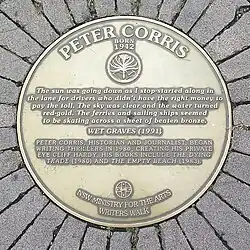 PETER CORRIS
BORN
1942
The sun was going down as I stop-started along in
the lane for drivers who didn't have the right money to
pay the toll. The sky was clear and the water turned
red-gold. The ferries and sailing ships seemed
to be skating across a sheet of beaten bronze.
WET GRAVES (1991)
PETER CORRIS, HISTORIAN AND JOURNALIST, BEGAN
WRITING THRILLERS IN 1980, CREATING HIS PRIVATE
EYE CLIFF HARDY. HIS BOOKS INCLUDE THE DYING
TRADE (1980) AND THE EMPTY BEACH (1983).
NSW MINISTRY FOR THE ARTS
WRITERS WALK